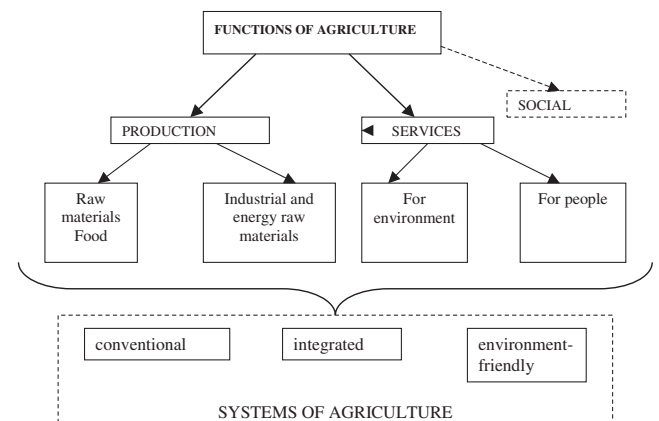 FUNCTIONS OF AGRICULTURE
SOCIAL
PRODUCTION
SERVICES
Raw
materials
Food
Industrial and
energy raw
materials
For
environment
For people
conventional
integrated
environment-
friendly
SYSTEMS OF AGRICULTURE